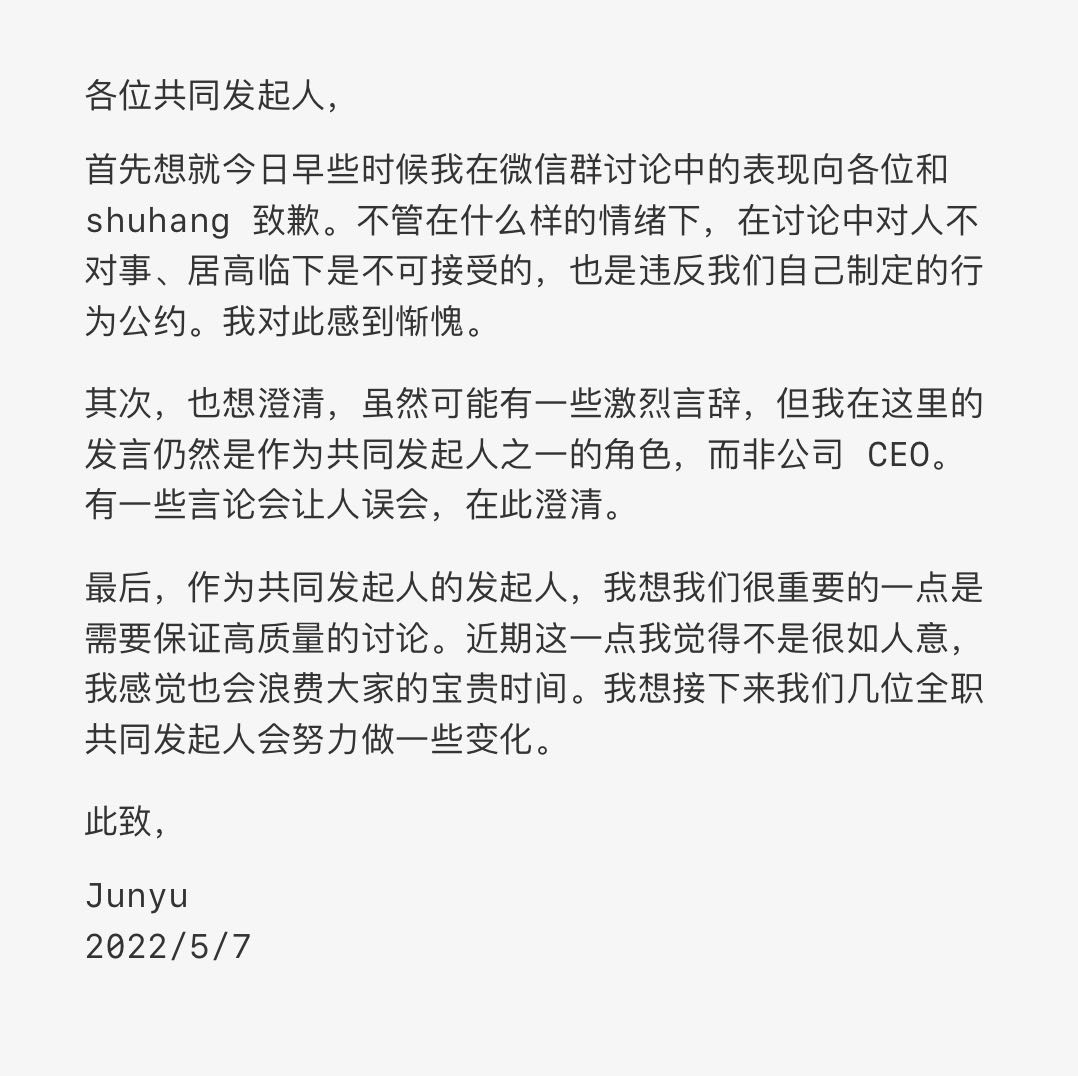 各位共同发起人，
首先想就今日早些时候我在微信群讨论中的表现向各位和
shuhang 致歉。不管在什么样的情绪下，在讨论中对人不
对事、居高临下是不可接受的，也是违反我们自己制定的行
为公约。我对此感到惭愧。
其次，也想澄清，虽然可能有一些激烈言辞，但我在这里的
发言仍然是作为共同发起人之一的角色，而非公司 CEO。
有一些言论会让人误会，在此澄清。
最后，作为共同发起人的发起人，我想我们很重要的一点是
需要保证高质量的讨论。近期这一点我觉得不是很如人意，
我感觉也会浪费大家的宝贵时间。我想接下来我们几位全职
共同发起人会努力做一些变化。
此致，
Junyu
2022/5/7